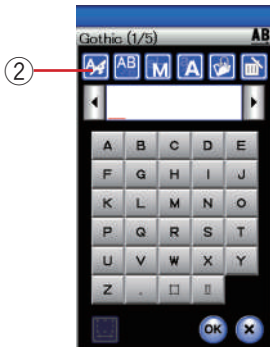 Gothic (1/5) AB
2 A AB M A
A B C D E
F G H I J
K L M N O
P Q R S T
U V W X Y
Z .
OK X